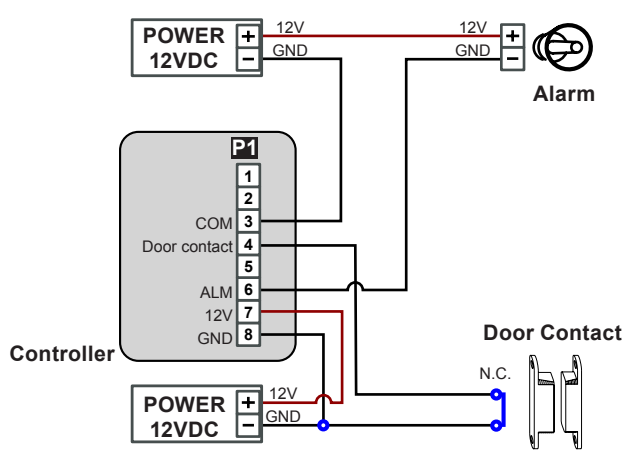 POWER + 12V 12V +
12VDC − GND GND −
Alarm
P1
1
2
COM 3
Door contact 4
5
ALM 6
12V 7
GND 8
Controller
Door Contact
N.C.
POWER + 12V
12VDC − GND